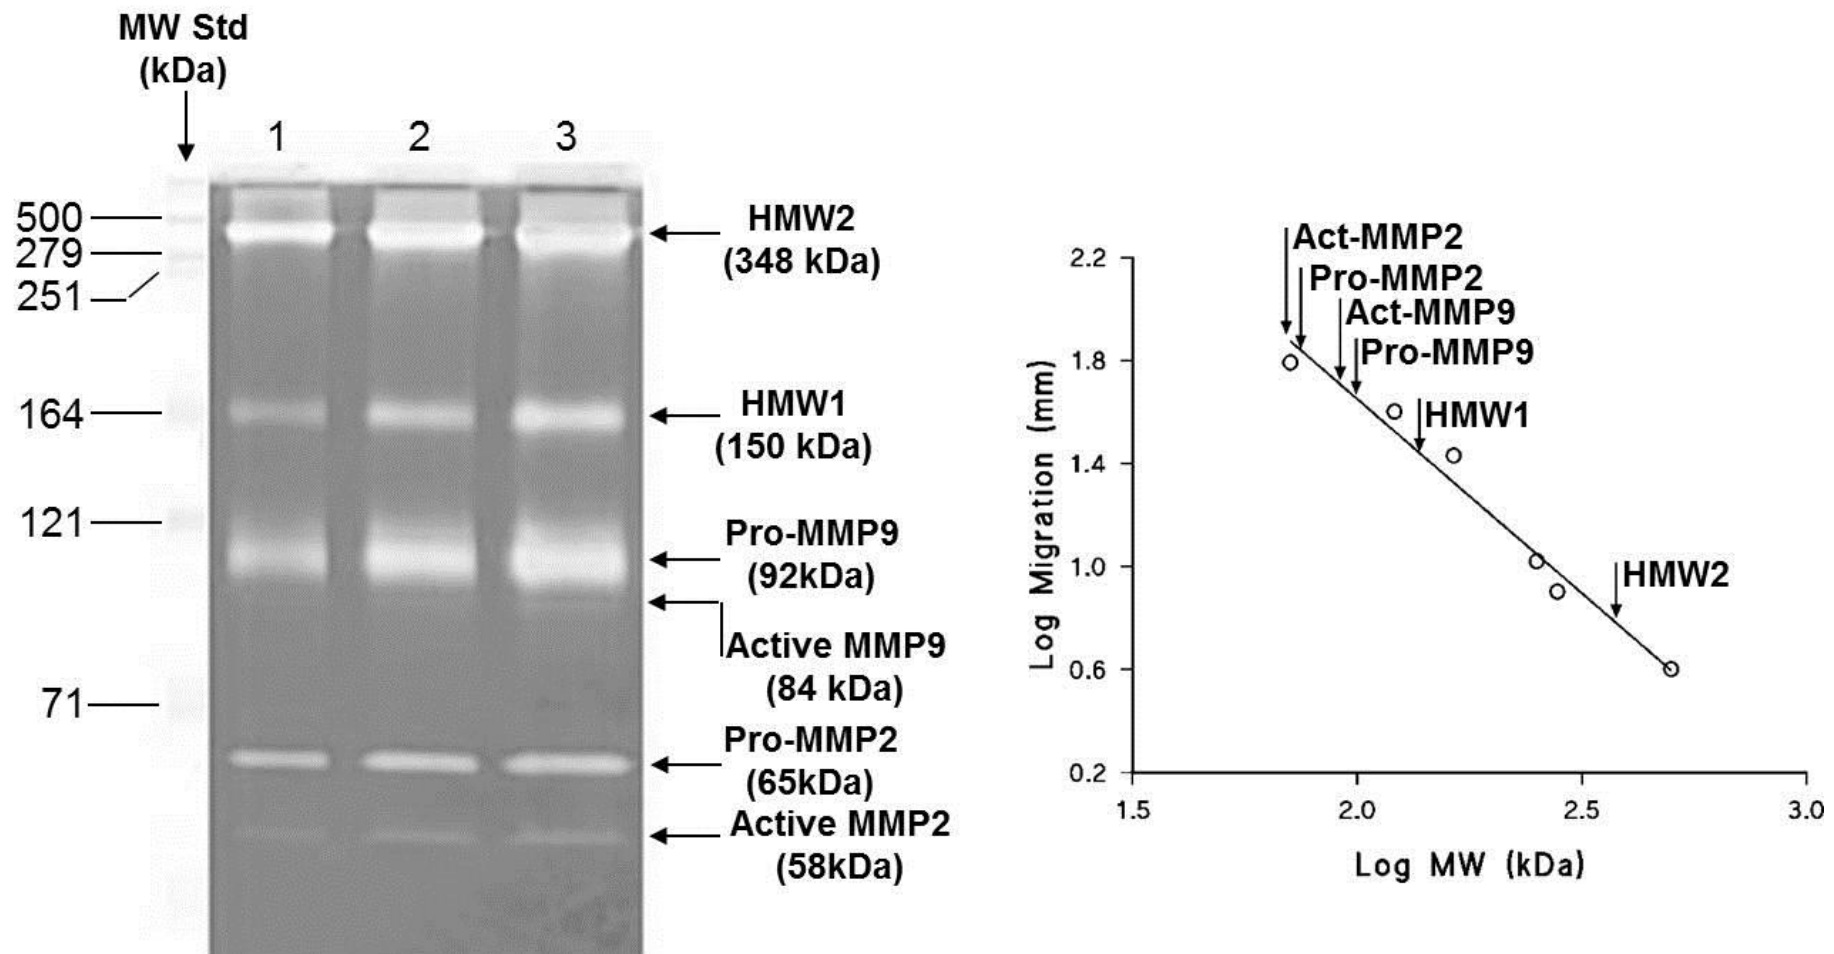 MW Std
(kDa)
1 2 3
500
279
251
164
121
71
HMW2
(348 kDa)
HMW1
(150 kDa)
Pro-MMP9
(92kDa)
Active MMP9
(84 kDa)
Pro-MMP2
(65kDa)
Active MMP2
(58kDa)
Act-MMP2
Pro-MMP2
Act-MMP9
Pro-MMP9
HMW1
HMW2
Log Migration (mm)
2.2
1.8
1.4
1.0
0.6
0.2
1.5 2.0 2.5 3.0
Log MW (kDa)